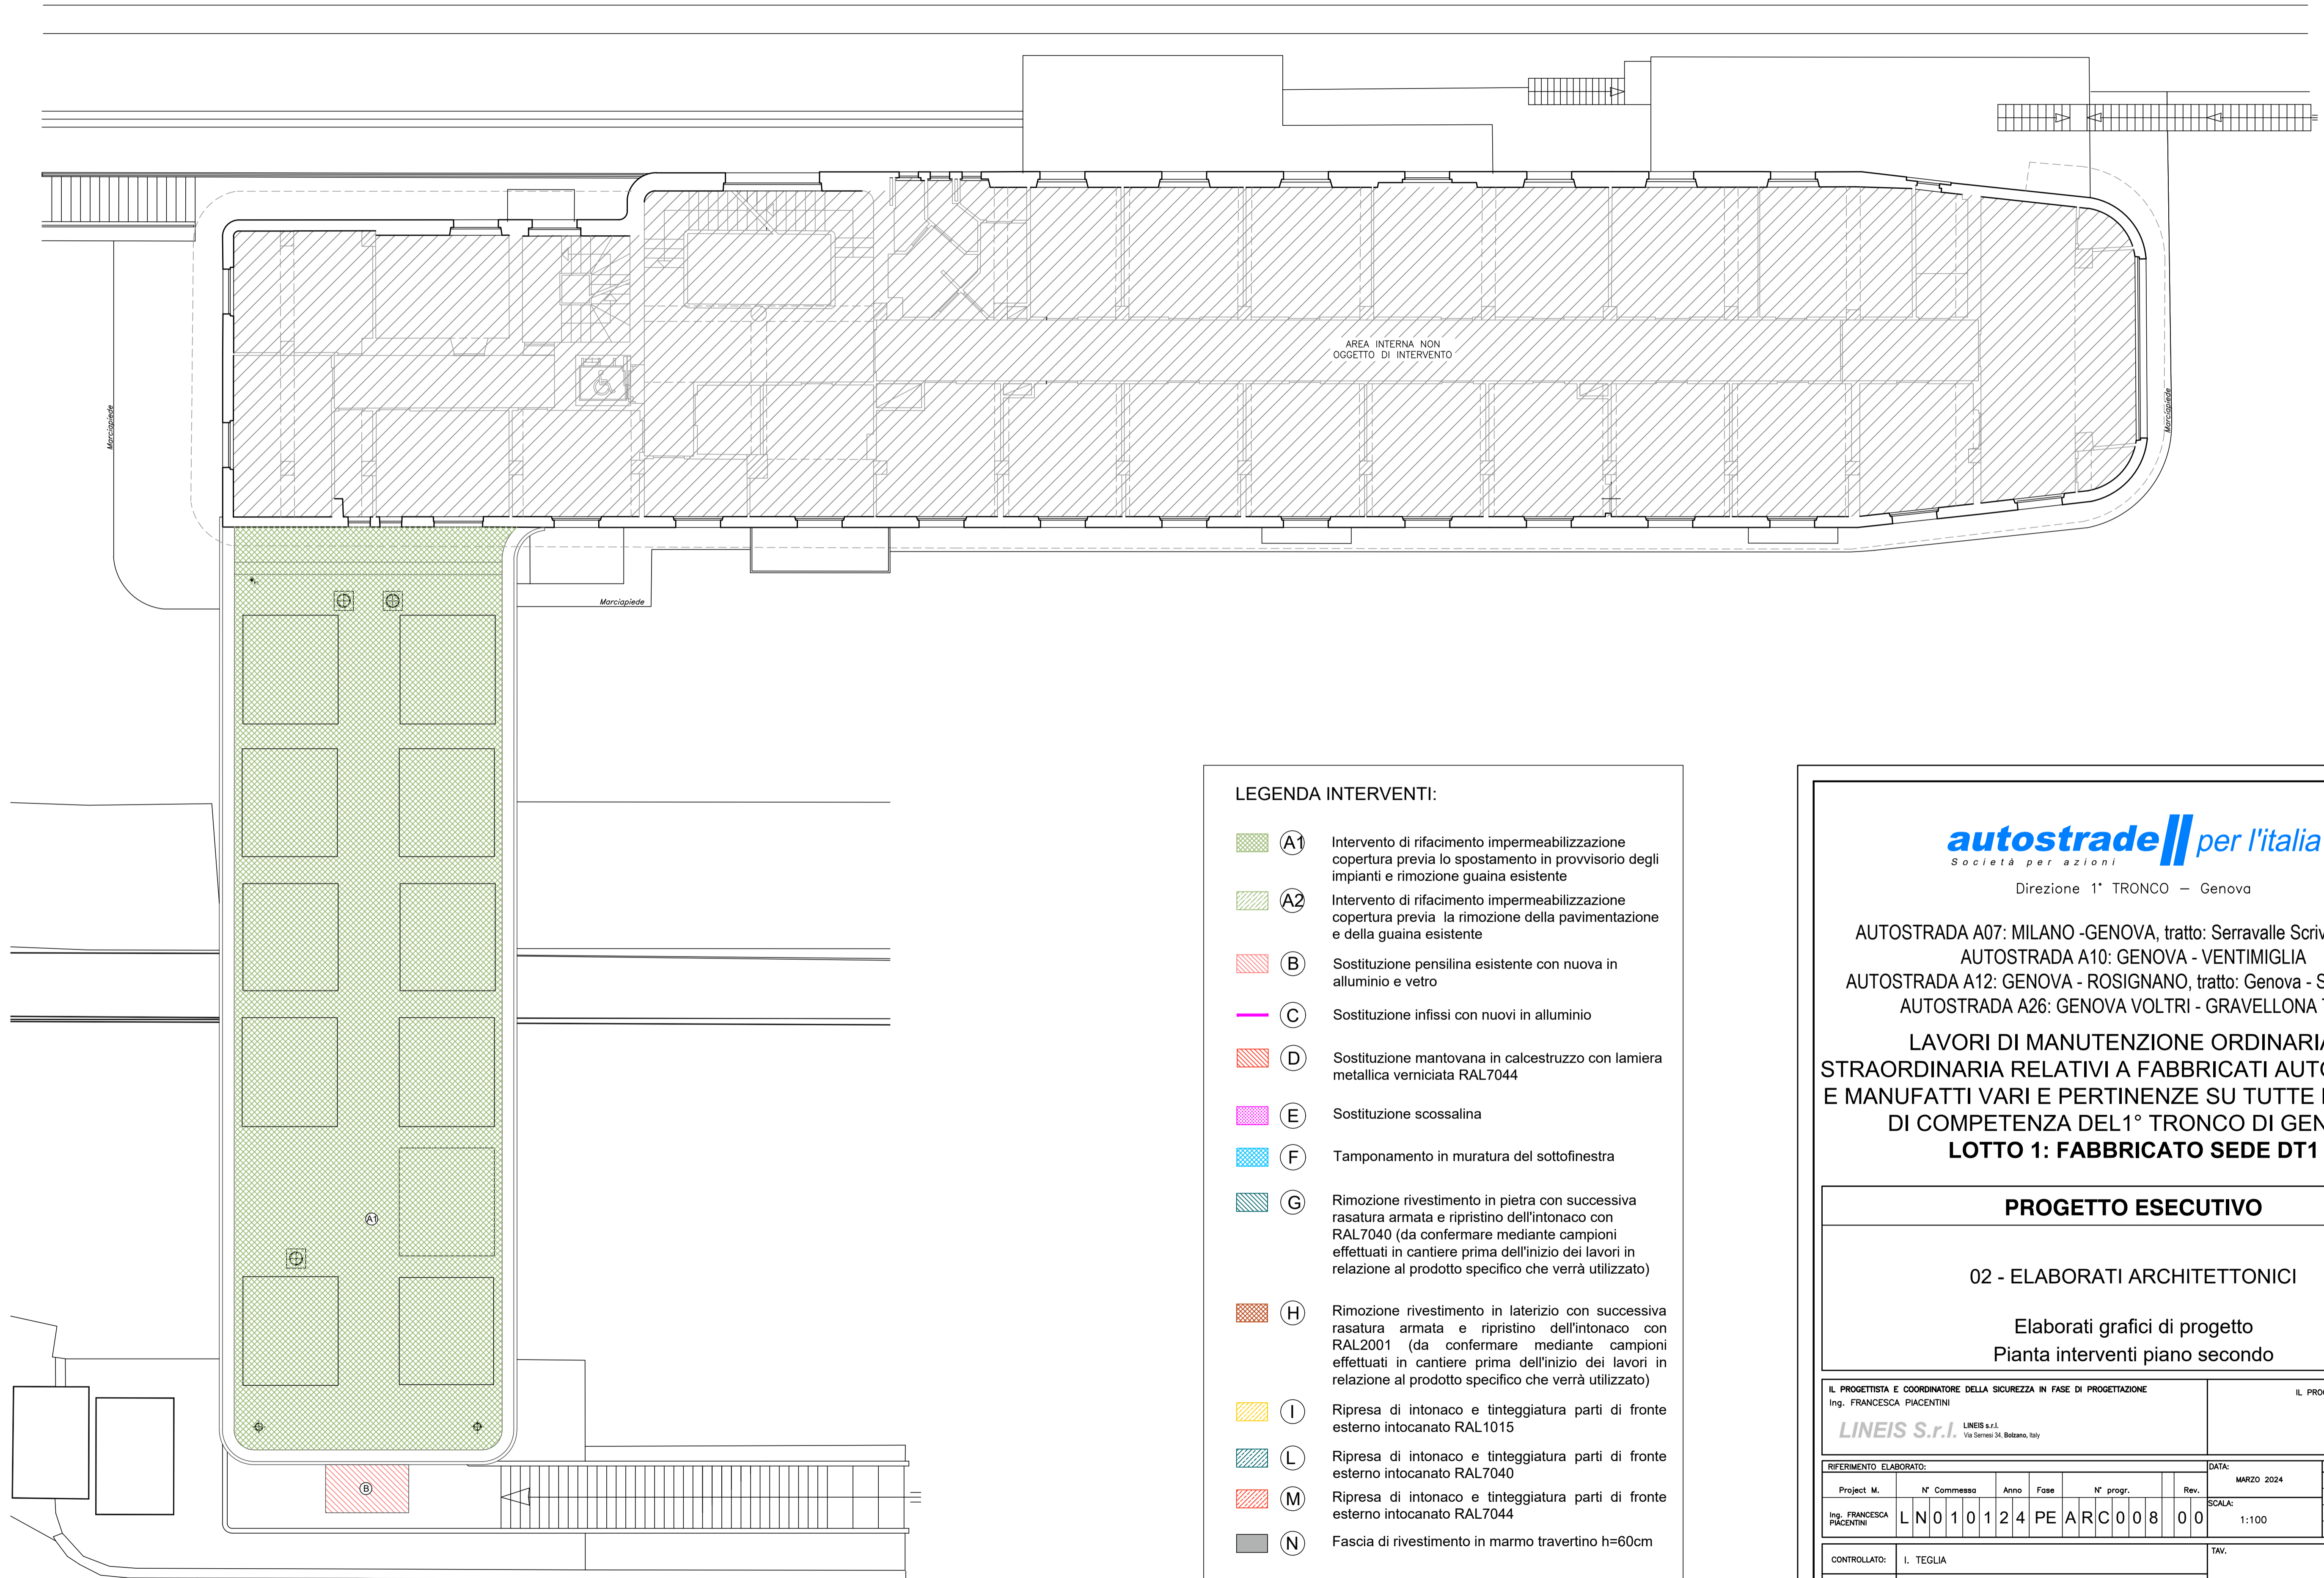 AREA INTERNA NON
OGGETTO DI INTERVENTO
Marciapiede
Marciapiede
Marciapiede
A1
B
LEGENDA INTERVENTI:
A1 Intervento di rifacimento impermeabilizzazione
copertura previa lo spostamento in provvisorio degli
impianti e rimozione guaina esistente
A2 Intervento di rifacimento impermeabilizzazione
copertura previa la rimozione della pavimentazione
e della guaina esistente
B Sostituzione pensilina esistente con nuova in
alluminio e vetro
C Sostituzione infissi con nuovi in alluminio
D Sostituzione mantovana in calcestruzzo con lamiera
metallica verniciata RAL7044
E Sostituzione scossalina
F Tamponamento in muratura del sottofinestra
G Rimozione rivestimento in pietra con successiva
rasatura armata e ripristino dell'intonaco con
RAL7040 (da confermare mediante campioni
effettuati in cantiere prima dell'inizio dei lavori in
relazione al prodotto specifico che verrà utilizzato)
H Rimozione rivestimento in laterizio con successiva
rasatura armata e ripristino dell'intonaco con
RAL2001 (da confermare mediante campioni
effettuati in cantiere prima dell'inizio dei lavori in
relazione al prodotto specifico che verrà utilizzato)
I Ripresa di intonaco e tinteggiatura parti di fronte
esterno intocanato RAL1015
L Ripresa di intonaco e tinteggiatura parti di fronte
esterno intocanato RAL7040
M Ripresa di intonaco e tinteggiatura parti di fronte
esterno intocanato RAL7044
N Fascia di rivestimento in marmo travertino h=60cm
autostrade per l'italia
Società per azioni
Direzione 1° TRONCO – Genova
AUTOSTRADA A07: MILANO -GENOVA, tratto: Serravalle Scriv
AUTOSTRADA A10: GENOVA - VENTIMIGLIA
AUTOSTRADA A12: GENOVA - ROSIGNANO, tratto: Genova - S
AUTOSTRADA A26: GENOVA VOLTRI - GRAVELLONA
LAVORI DI MANUTENZIONE ORDINARIA
STRAORDINARIA RELATIVI A FABBRICATI AUTO
E MANUFATTI VARI E PERTINENZE SU TUTTE
DI COMPETENZA DEL1° TRONCO DI GEN
LOTTO 1: FABBRICATO SEDE DT1
PROGETTO ESECUTIVO
02 - ELABORATI ARCHITETTONICI
Elaborati grafici di progetto
Pianta interventi piano secondo
IL PROGETTISTA E COORDINATORE DELLA SICUREZZA IN FASE DI PROGETTAZIONE
Ing. FRANCESCA PIACENTINI
IL PRO
LINEIS S.r.l.
LINEIS s.r.l.
Via Sernesi 34, Bolzano, Italy
RIFERIMENTO ELABORATO:
DATA:
MARZO 2024
Project M. N° Commessa Anno Fase N° progr. Rev.
Ing. FRANCESCA
PIACENTINI
L N 0 1 0 1 2 4 PE A R C 0 0 8 0 0
SCALA:
1:100
CONTROLLATO: I. TEGLIA
TAV.